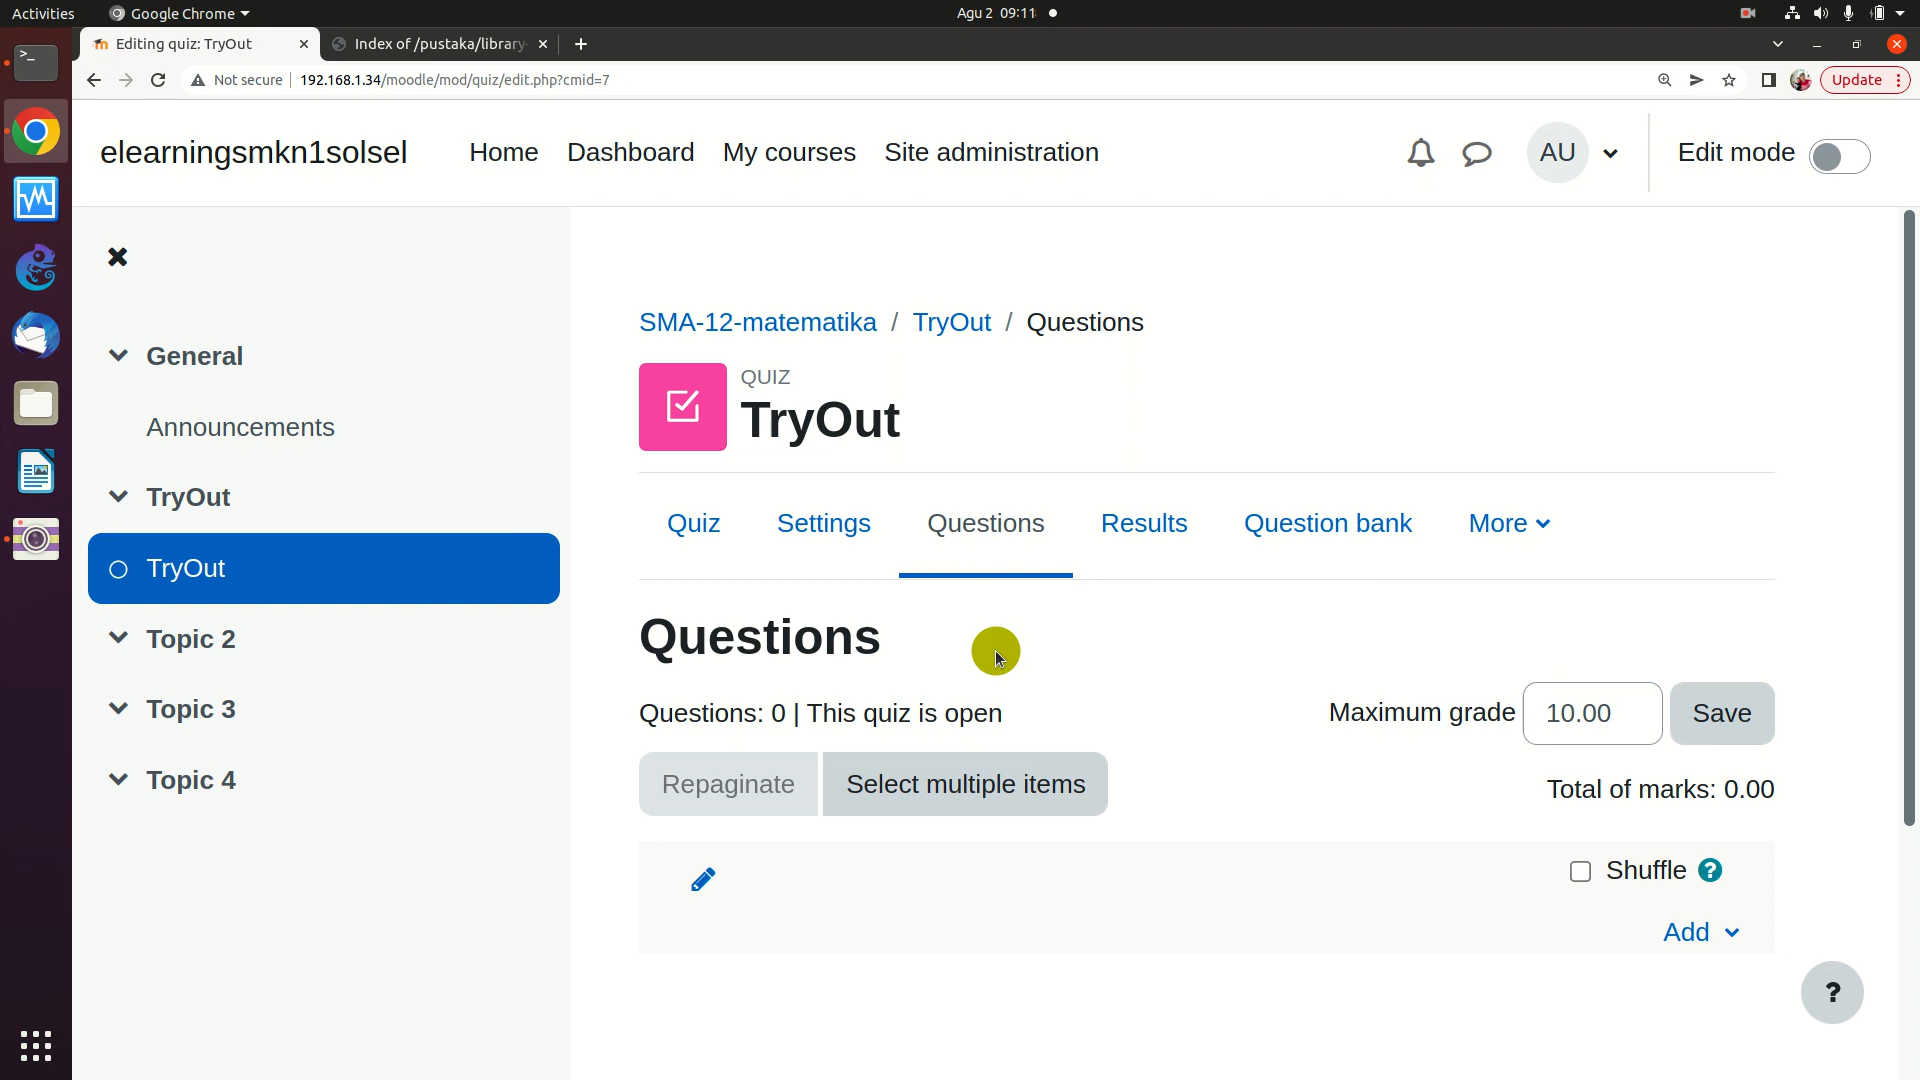 Activities
Google Chrome
Agu 2 09:11
Editing quiz: TryOut
Index of /pustaka/library
Not secure
192.168.1.34/moodle/mod/quiz/edit.php?cmid=7
Update
elearningsmkn1solsel
Home
Dashboard
My courses
Site administration
AU
Edit mode
General
Announcements
TryOut
TryOut
Topic 2
Topic 3
Topic 4
SMA-12-matematika / TryOut / Questions
QUIZ
TryOut
Quiz
Settings
Questions
Results
Question bank
More
Questions
Questions: 0 | This quiz is open
Maximum grade
10.00
Save
Repaginate
Select multiple items
Total of marks: 0.00
Shuffle
?
Add
?